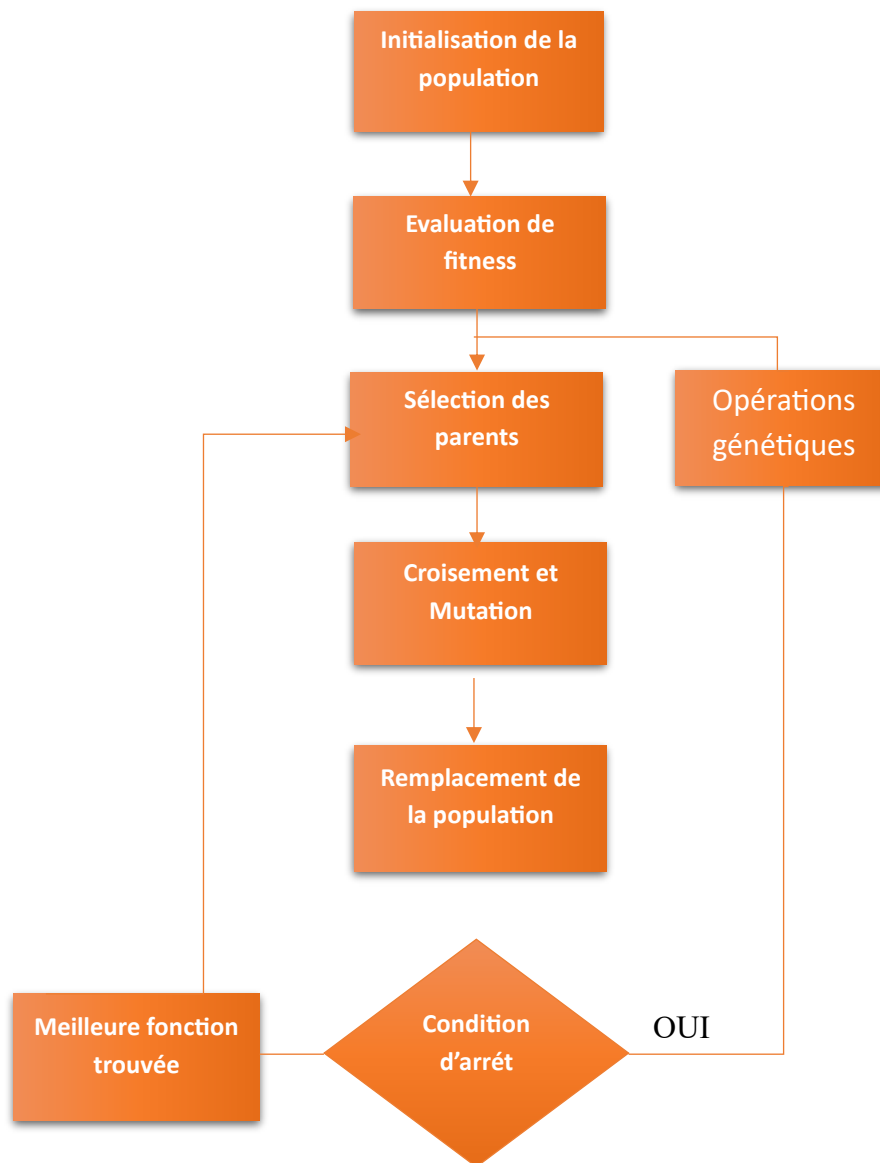 Initialisation de la
population
Evaluation de
fitness
Sélection des
parents
Opérations
génétiques
Croisement et
Mutation
Remplacement de
la population
Meilleure fonction
trouvée
Condition
d’arrét
OUI